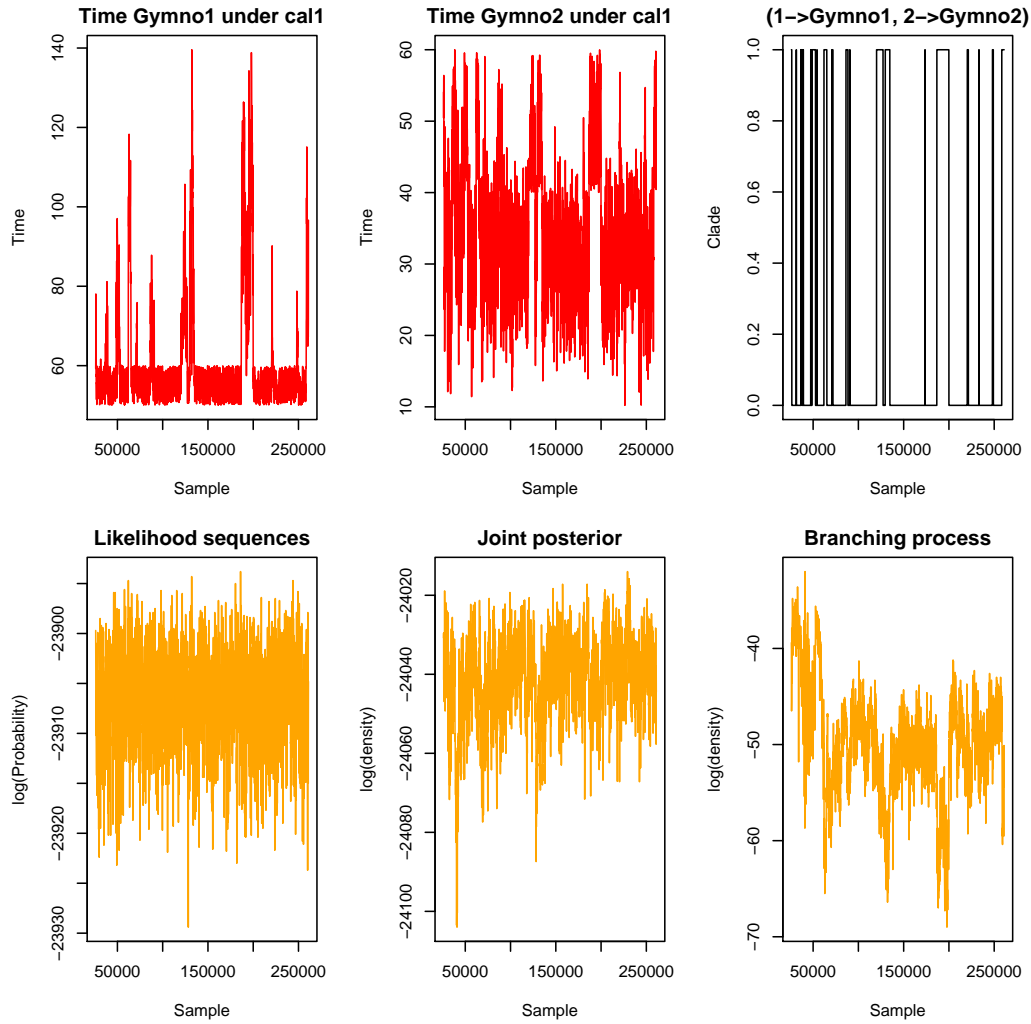 Time Gymno1 under cal1
Time
140
120
100
80
60
50000
150000
250000
Sample
Time Gymno2 under cal1
Time
60
50
40
30
20
10
50000
150000
250000
Sample
(1->Gymno1, 2->Gymno2)
Clade
1.0
0.8
0.6
0.4
0.2
0.0
50000
150000
250000
Sample
Likelihood sequences
log(Probability)
-23900
-23910
-23920
-23930
50000
150000
250000
Sample
Joint posterior
log(density)
-24020
-24040
-24060
-24080
-24100
50000
150000
250000
Sample
Branching process
log(density)
-40
-50
-60
-70
50000
150000
250000
Sample